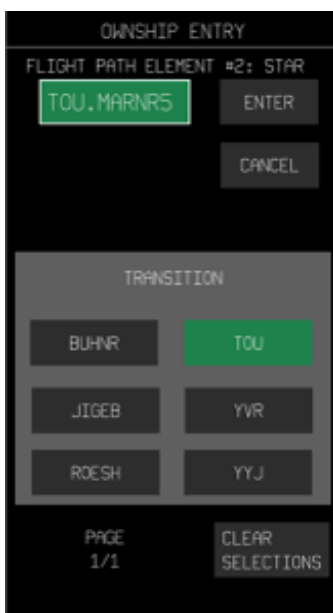 OWNSHIP ENTRY
FLIGHT PATH ELEMENT #2: STAR
TOU.MARNR5 ENTER
CANCEL
TRANSITION
BUHNR TOU
JIGEB YVR
ROESH YYJ
PAGE CLEAR
1/1 SELECTIONS